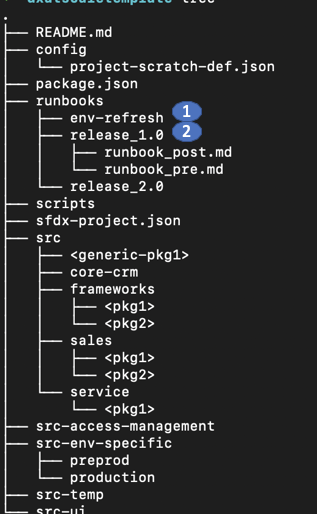 .
├── README.md
├── config
│   └── project-scratch-def.json
├── package.json
├── runbooks
│   ├── env-refresh 1
│   ├── release_1.0 2
│   │   ├── runbook_post.md
│   │   └── runbook_pre.md
│   └── release_2.0
├── scripts
├── sfdx-project.json
├── src
│   ├── <generic-pkg1>
│   ├── core-crm
│   ├── frameworks
│   │   ├── <pkg1>
│   │   └── <pkg2>
│   ├── sales
│   │   ├── <pkg1>
│   │   └── <pkg2>
│   └── service
│       └── <pkg1>
├── src-access-management
├── src-env-specific
│   ├── preprod
│   └── production
├── src-temp
├── src-ui